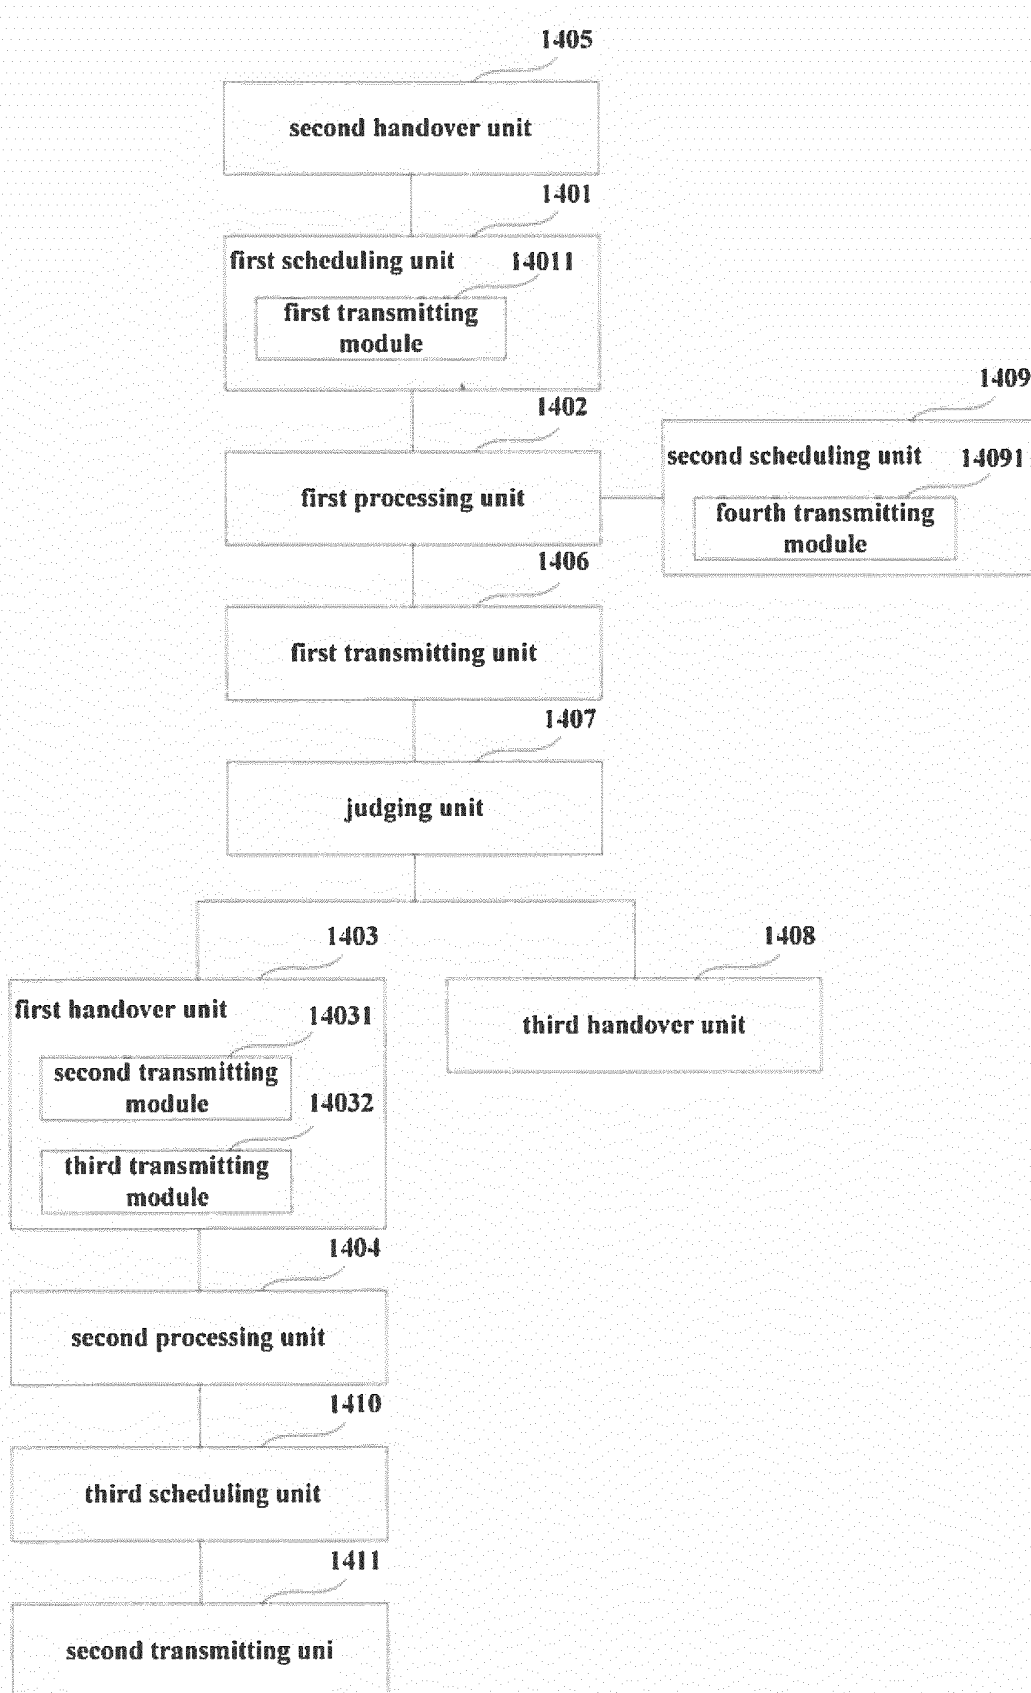 1405
second handover unit
1401
first scheduling unit
14011
first transmitting
module
1402
first processing unit
1409
second scheduling unit
14091
fourth transmitting
module
1406
first transmitting unit
1407
judging unit
1403
first handover unit
14031
second transmitting
module
14032
third transmitting
module
1408
third handover unit
1404
second processing unit
1410
third scheduling unit
1411
second transmitting uni